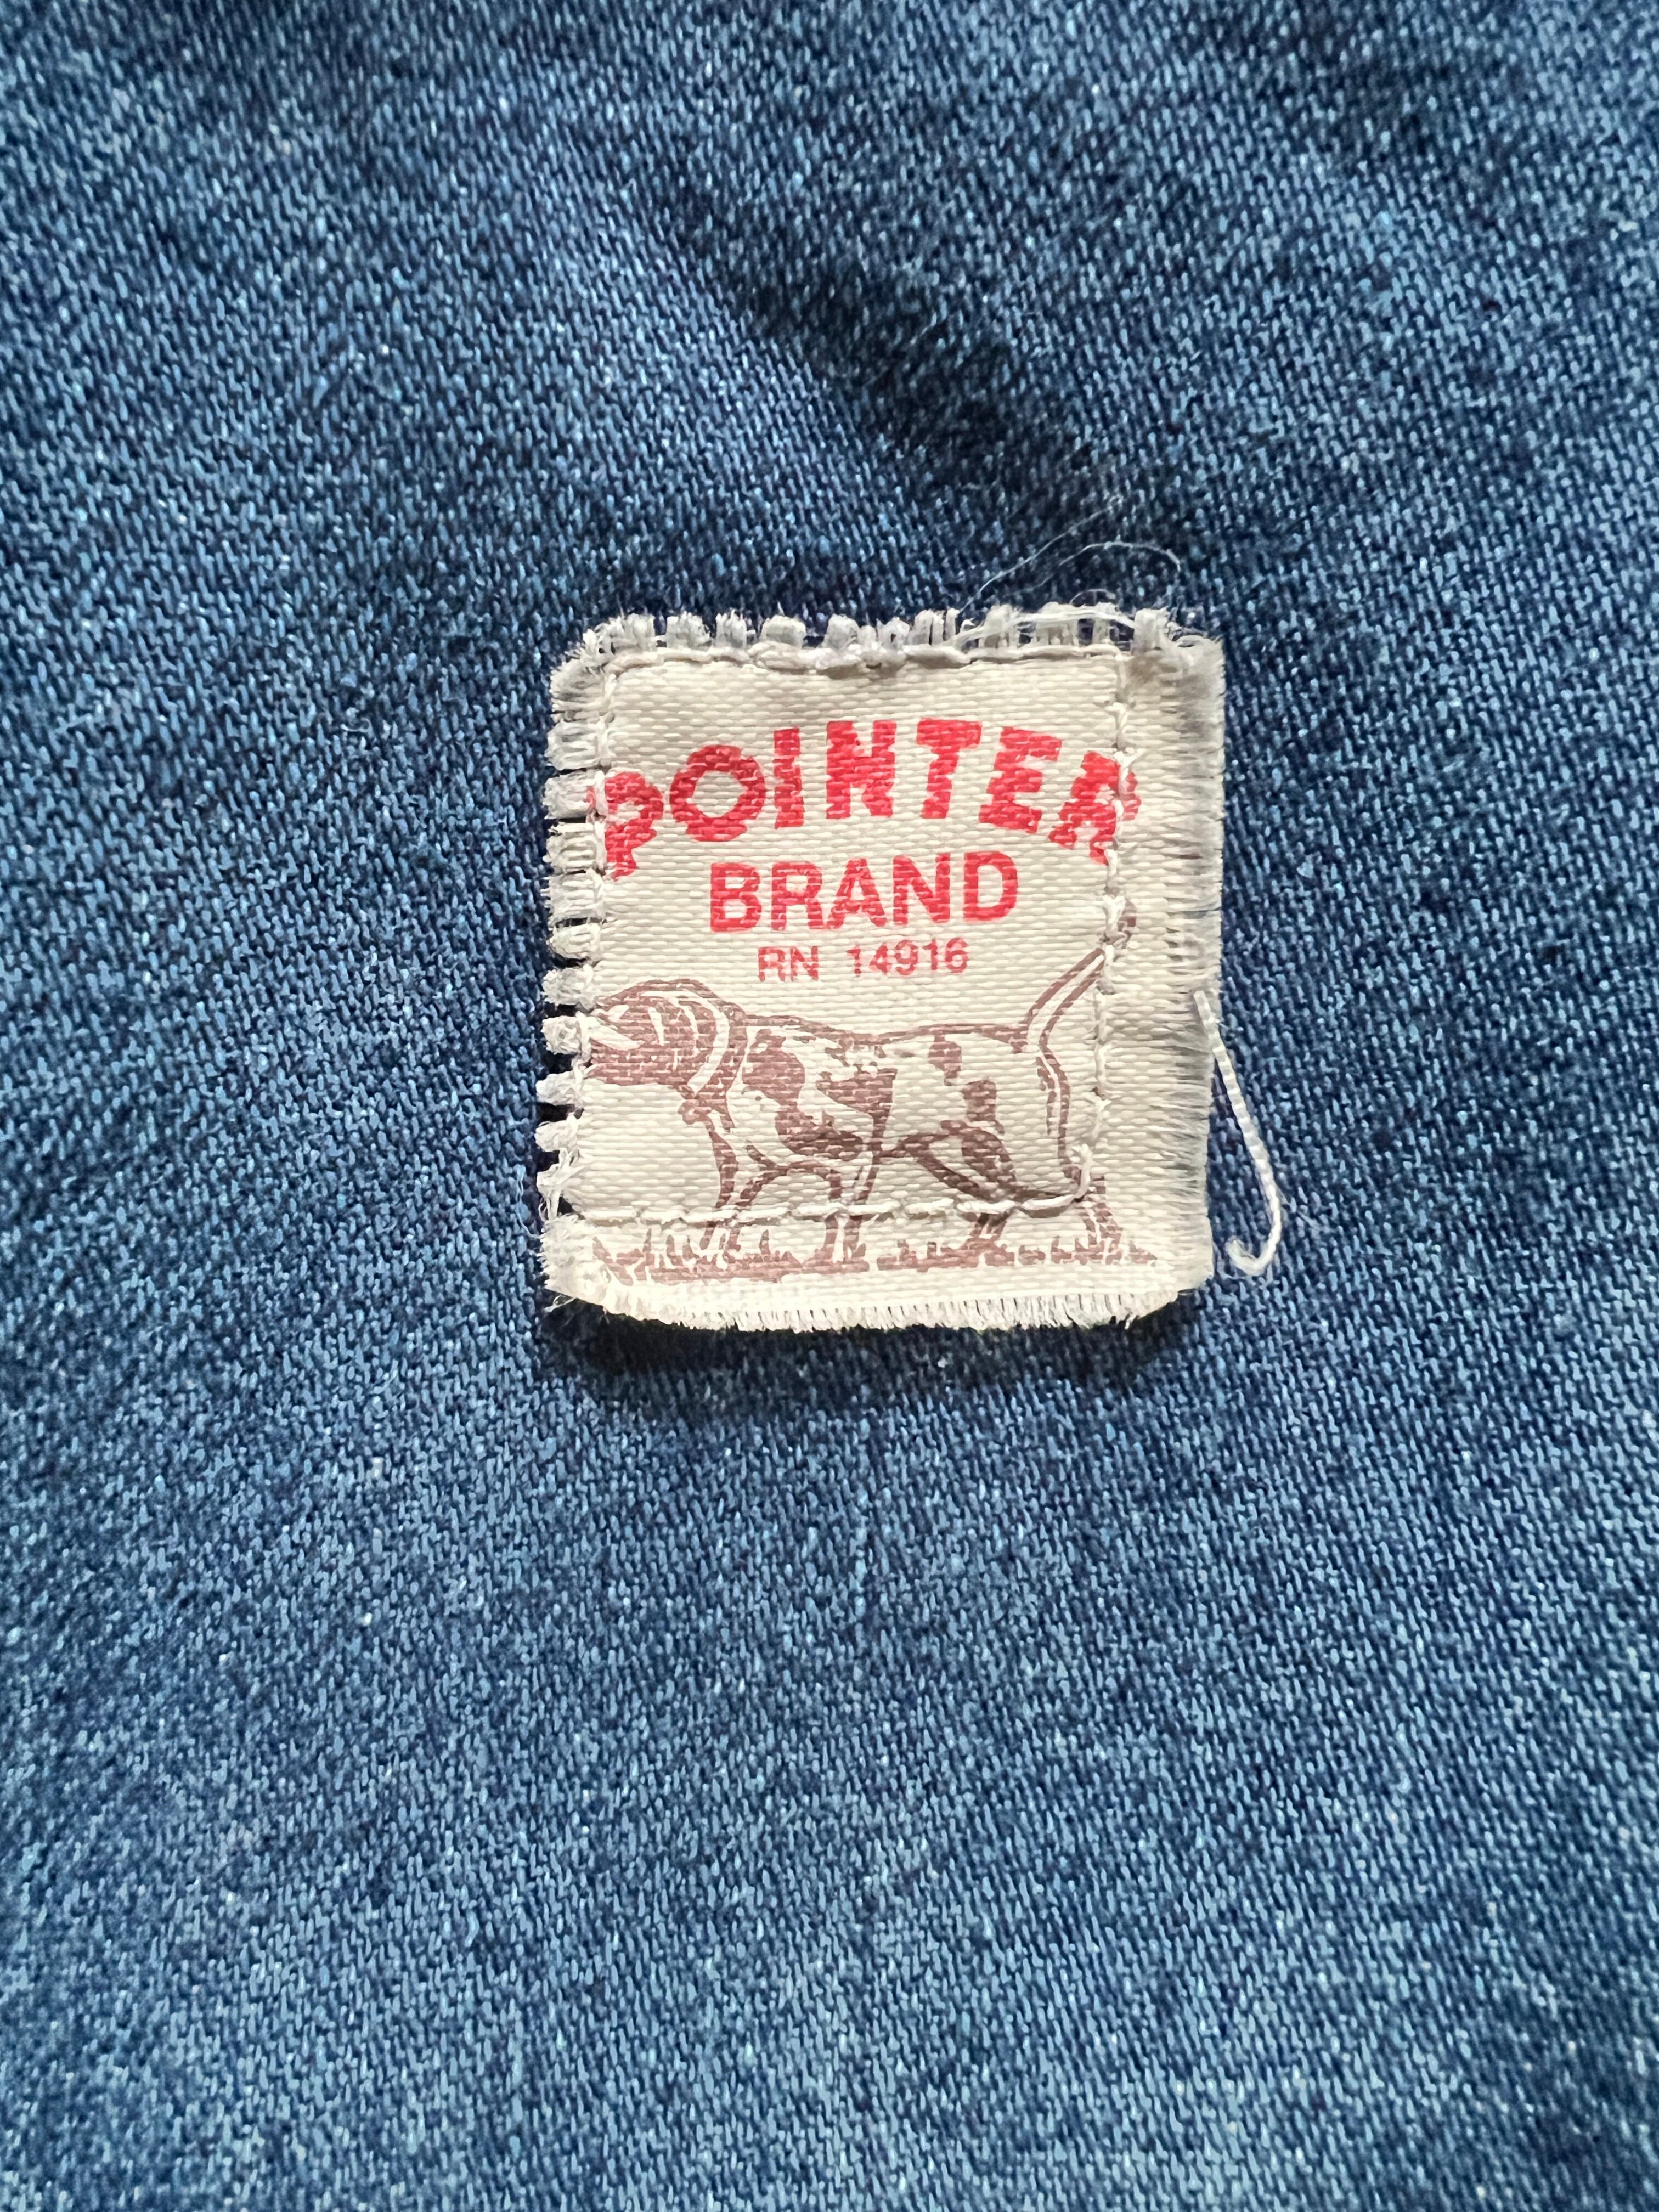 POINTER
BRAND
RN 14916